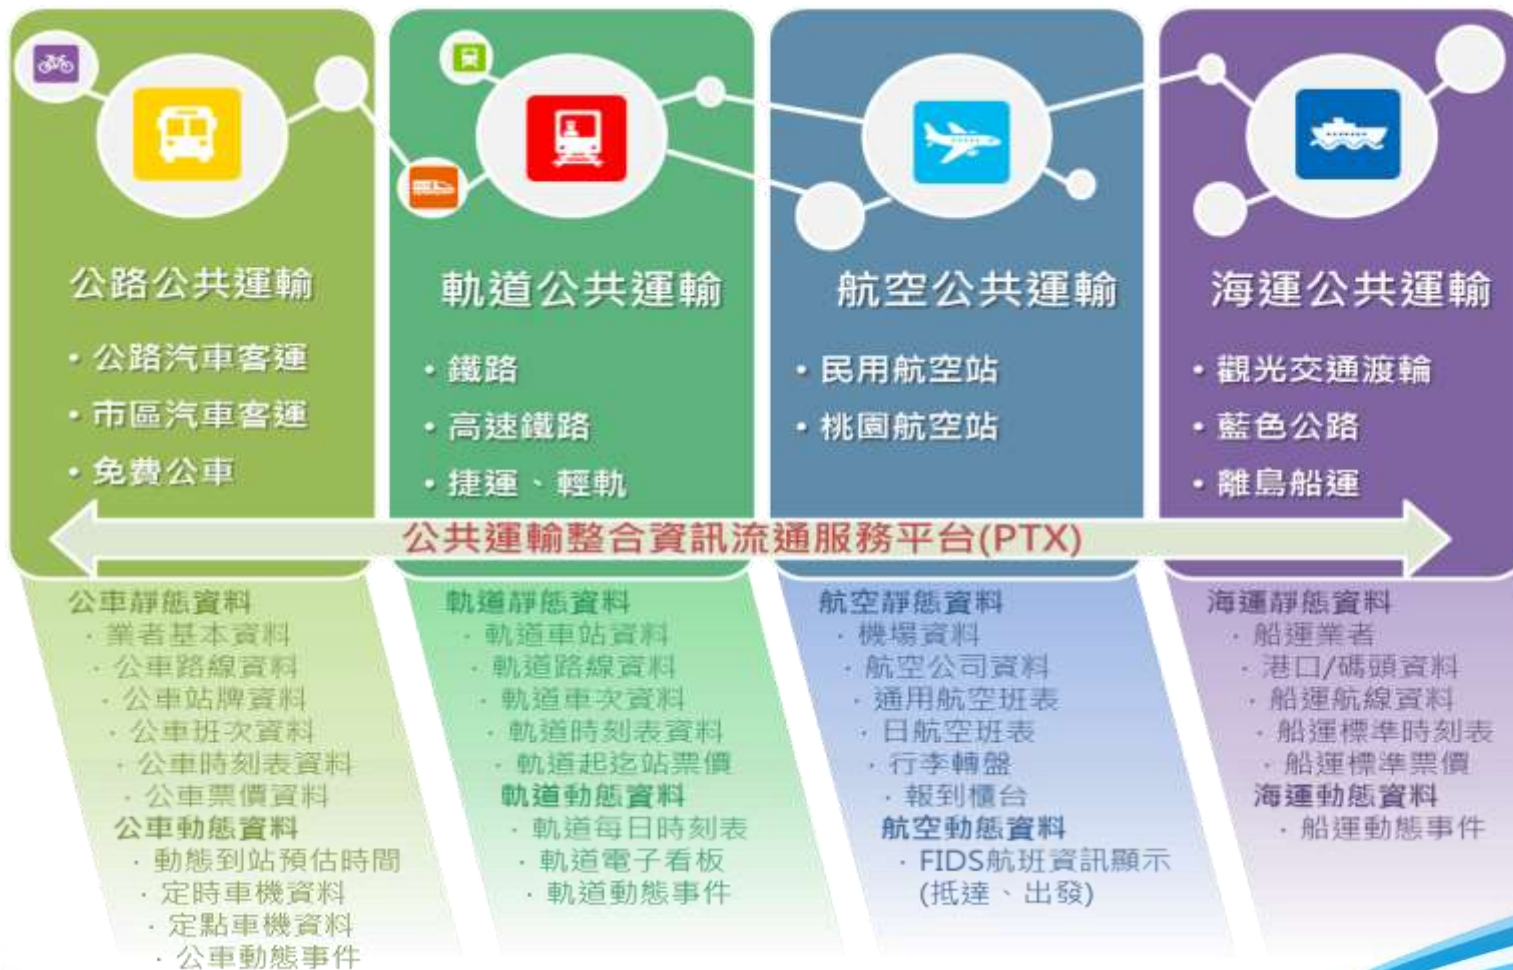 公路公共運輸
• 公路汽車客運
• 市區汽車客運
• 免費公車
軌道公共運輸
• 鐵路
• 高速鐵路
• 捷運、輕軌
航空公共運輸
• 民用航空站
• 桃園航空站
海運公共運輸
• 觀光交通渡輪
• 藍色公路
• 離島船運
公共運輸整合資訊流通服務平台(PTX)
公車靜態資料
· 業者基本資料
· 公車路線資料
· 公車站牌資料
· 公車班次資料
· 公車時刻表資料
· 公車票價資料
公車動態資料
· 動態到站預估時間
· 定時車機資料
· 定點車機資料
· 公車動態事件
軌道靜態資料
· 軌道車站資料
· 軌道路線資料
· 軌道車次資料
· 軌道時刻表資料
· 軌道起迄站票價
軌道動態資料
· 軌道每日時刻表
· 軌道電子看板
· 軌道動態事件
航空靜態資料
· 機場資料
· 航空公司資料
· 通用航空班表
· 日航空班表
· 行李轉盤
· 報到櫃台
航空動態資料
· FIDS航班資訊顯示
(抵達、出發)
海運靜態資料
· 船運業者
· 港口/碼頭資料
· 船運航線資料
· 船運標準時刻表
· 船運標準票價
海運動態資料
· 船運動態事件